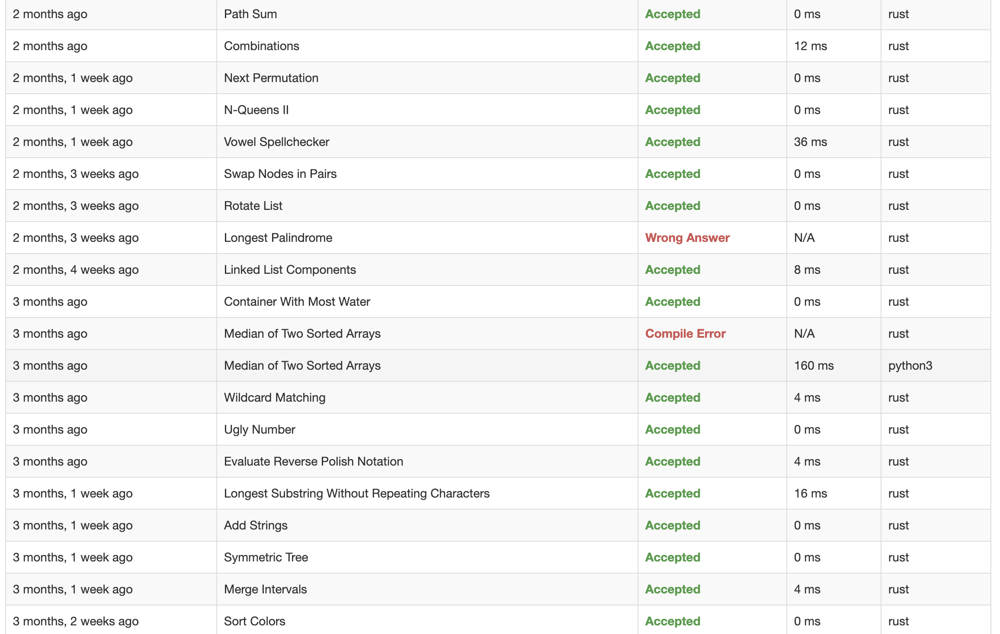 2 months ago Path Sum Accepted 0 ms rust
2 months ago Combinations Accepted 12 ms rust
2 months, 1 week ago Next Permutation Accepted 0 ms rust
2 months, 1 week ago N-Queens II Accepted 0 ms rust
2 months, 1 week ago Vowel Spellchecker Accepted 36 ms rust
2 months, 3 weeks ago Swap Nodes in Pairs Accepted 0 ms rust
2 months, 3 weeks ago Rotate List Accepted 0 ms rust
2 months, 3 weeks ago Longest Palindrome Wrong Answer N/A rust
2 months, 4 weeks ago Linked List Components Accepted 8 ms rust
3 months ago Container With Most Water Accepted 0 ms rust
3 months ago Median of Two Sorted Arrays Compile Error N/A rust
3 months ago Median of Two Sorted Arrays Accepted 160 ms python3
3 months ago Wildcard Matching Accepted 4 ms rust
3 months ago Ugly Number Accepted 0 ms rust
3 months ago Evaluate Reverse Polish Notation Accepted 4 ms rust
3 months, 1 week ago Longest Substring Without Repeating Characters Accepted 16 ms rust
3 months, 1 week ago Add Strings Accepted 0 ms rust
3 months, 1 week ago Symmetric Tree Accepted 0 ms rust
3 months, 1 week ago Merge Intervals Accepted 4 ms rust
3 months, 2 weeks ago Sort Colors Accepted 0 ms rust